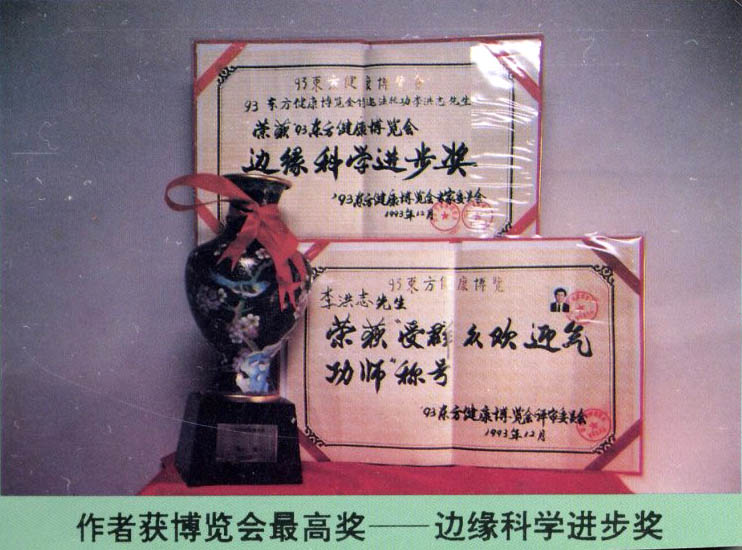 93東方健康博览会
93 东方健康博览会特邀法轮功李洪志先生
荣获'93东方健康博览会
边缘科学进步奖
'93东方健康博览会专家委员会
1993年12月
93東方健康博览
李洪志先生
荣获"受群众欢迎气
功师"称号
'93东方健康博览会评审委员会
1993年12月
作者获博览会最高奖——边缘科学进步奖